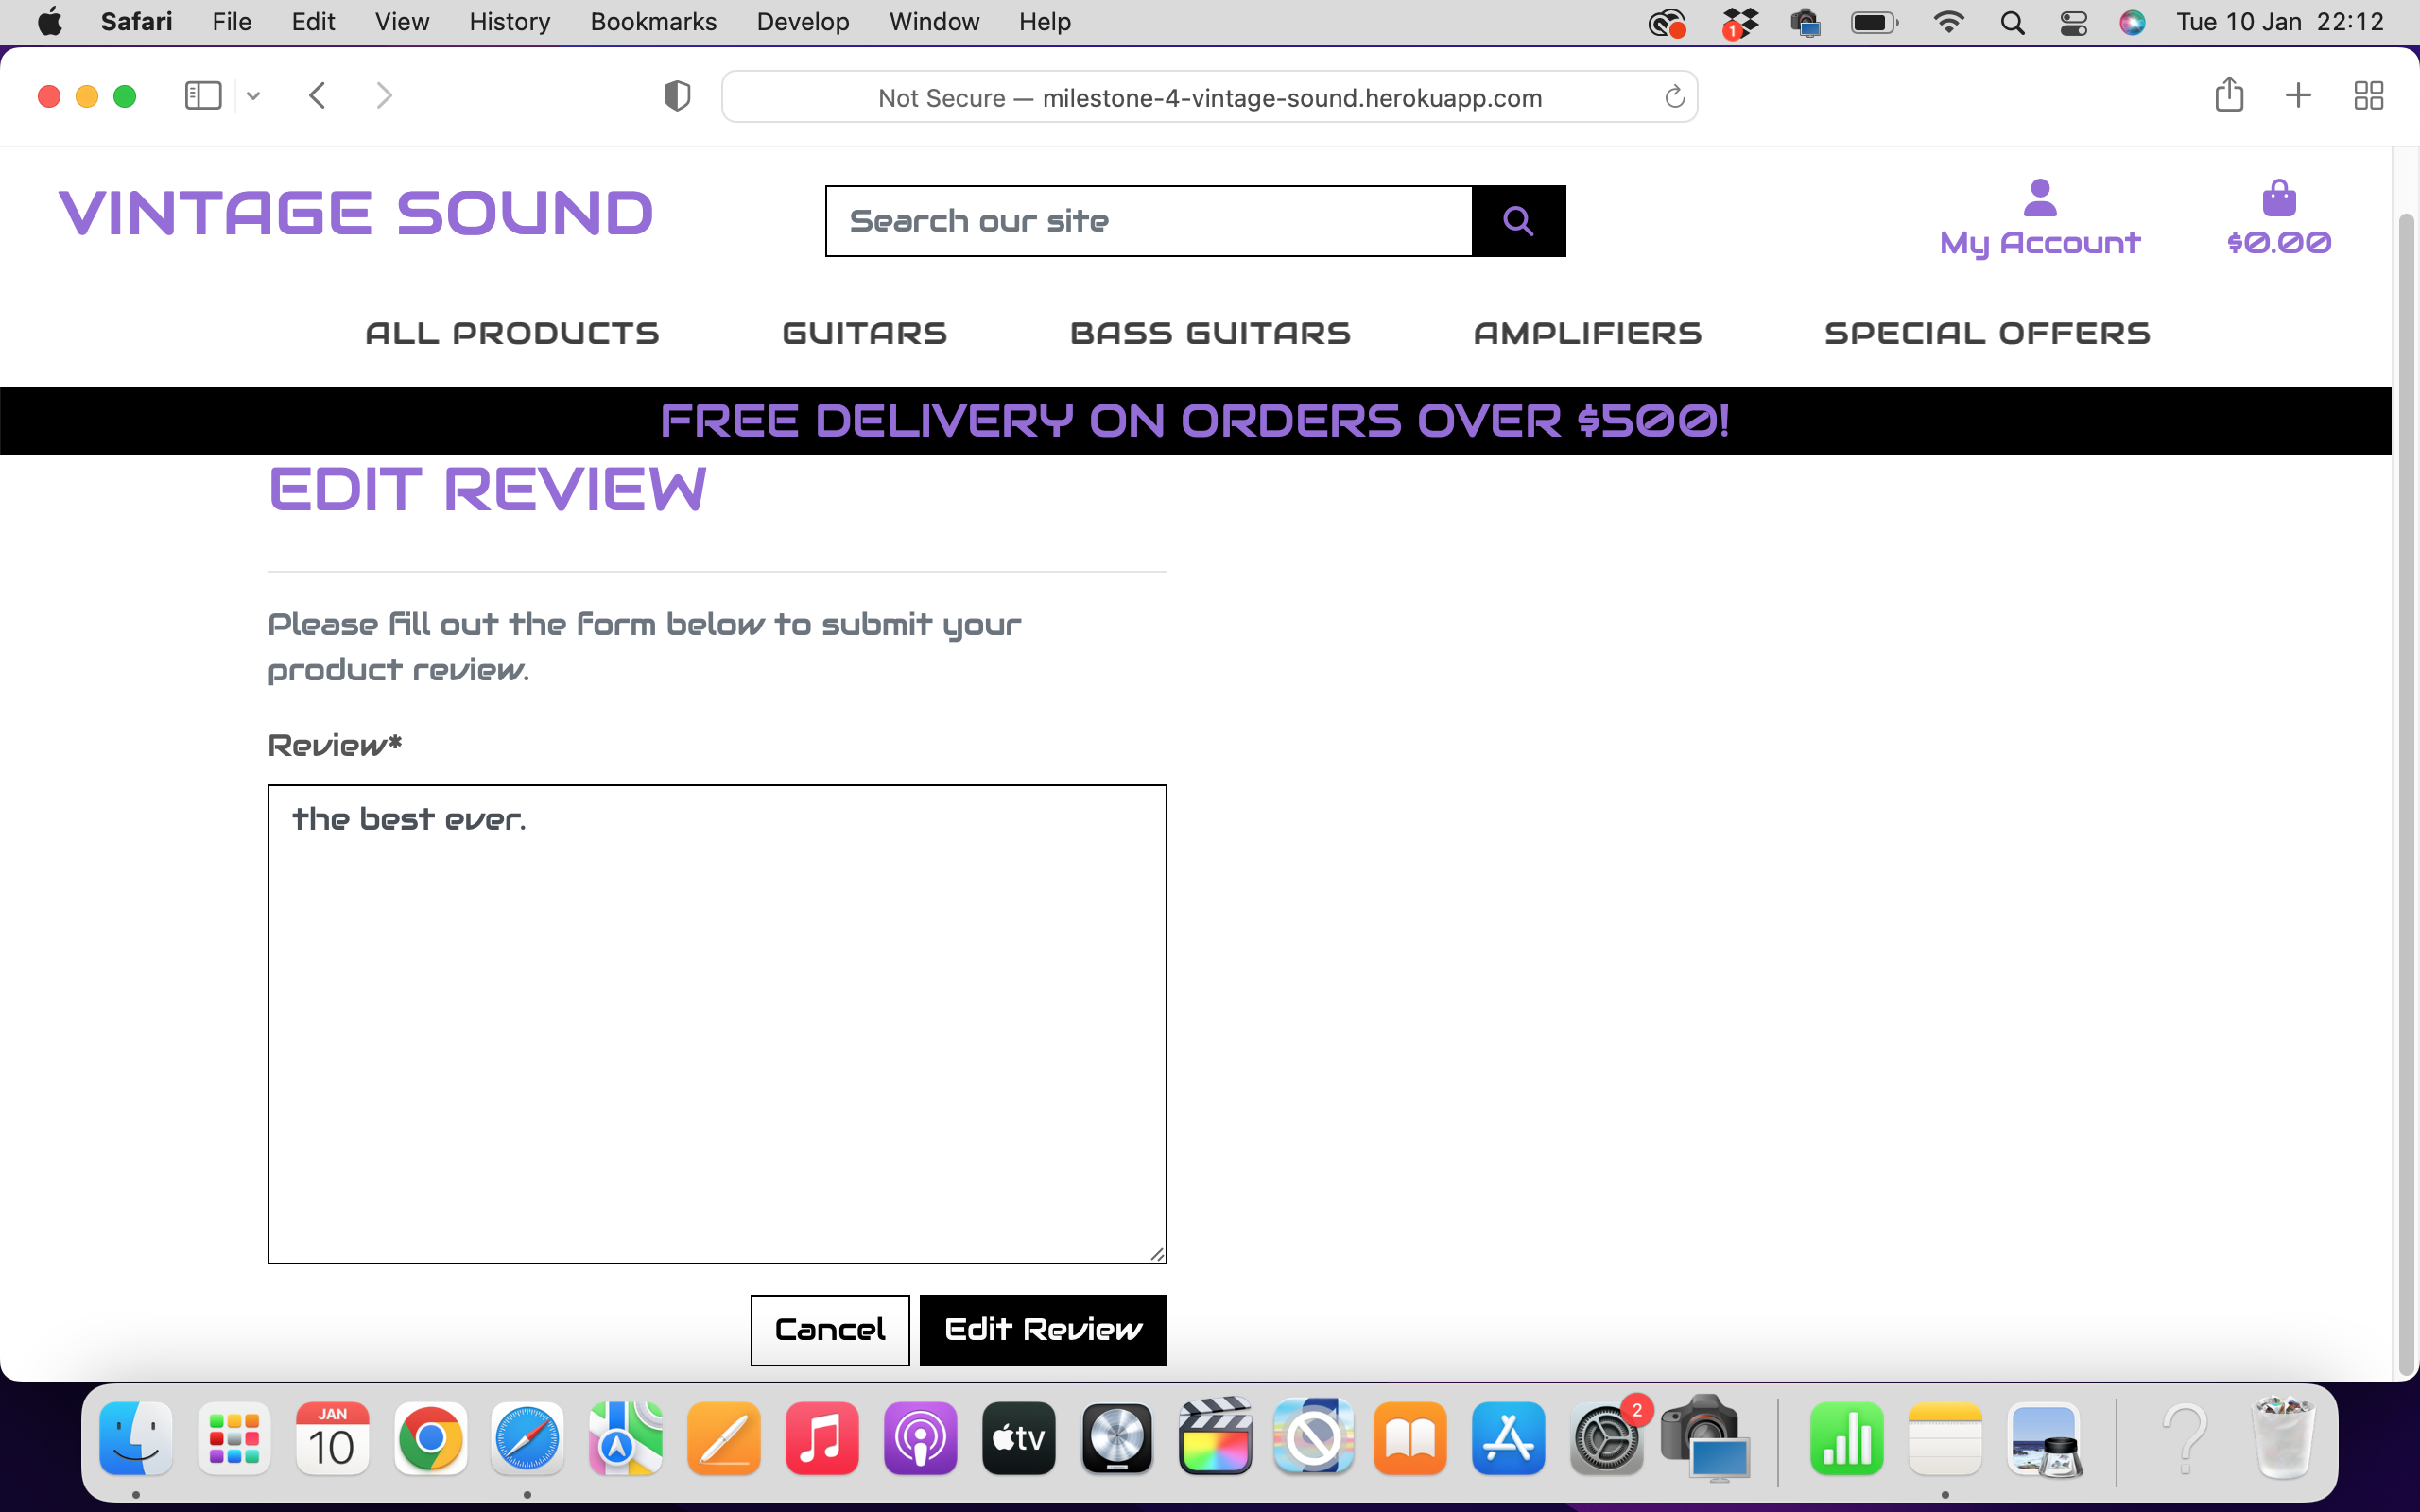 Safari File Edit View History Bookmarks Develop Window Help 1 Tue 10 Jan 22:12
Not Secure — milestone-4-vintage-sound.herokuapp.com
VINTAGE SOUND
Search our site
My Account
$0.00
ALL PRODUCTS GUITARS BASS GUITARS AMPLIFIERS SPECIAL OFFERS
FREE DELIVERY ON ORDERS OVER $500!
EDIT REVIEW
Please fill out the form below to submit your
product review.
Review*
the best ever.
Cancel Edit Review
JAN
10
tv
2